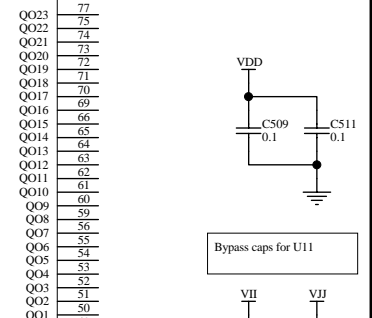 QO23 77
QO22 75
QO21 74
QO20 73
QO19 72
QO18 71
QO17 70
QO16 69
QO15 66
QO14 65
QO13 64
QO12 63
QO11 62
QO10 61
QO9 60
QO8 59
QO7 56
QO6 55
QO5 54
QO4 53
QO3 52
QO2 51
QO1 50
VDD
C509
0.1
C511
0.1
Bypass caps for U11
VII
VJJ